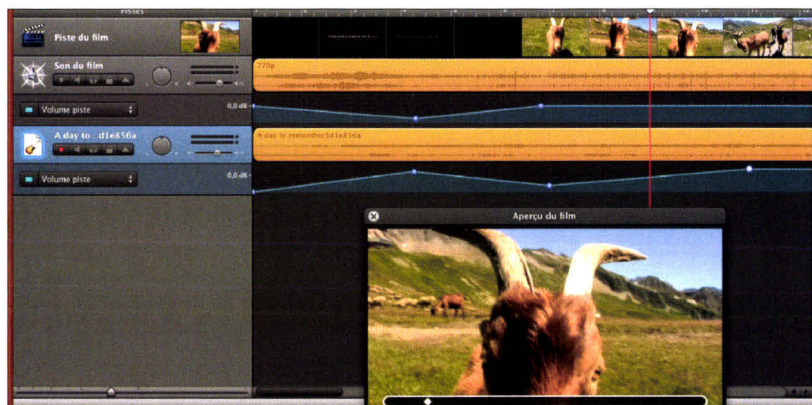 Pistes
Piste du film
Son du film
720p
Volume piste
0,0 dB
A day to...d1e856a
A day to remember5d1e856a
Volume piste
0,0 dB
Aperçu du film